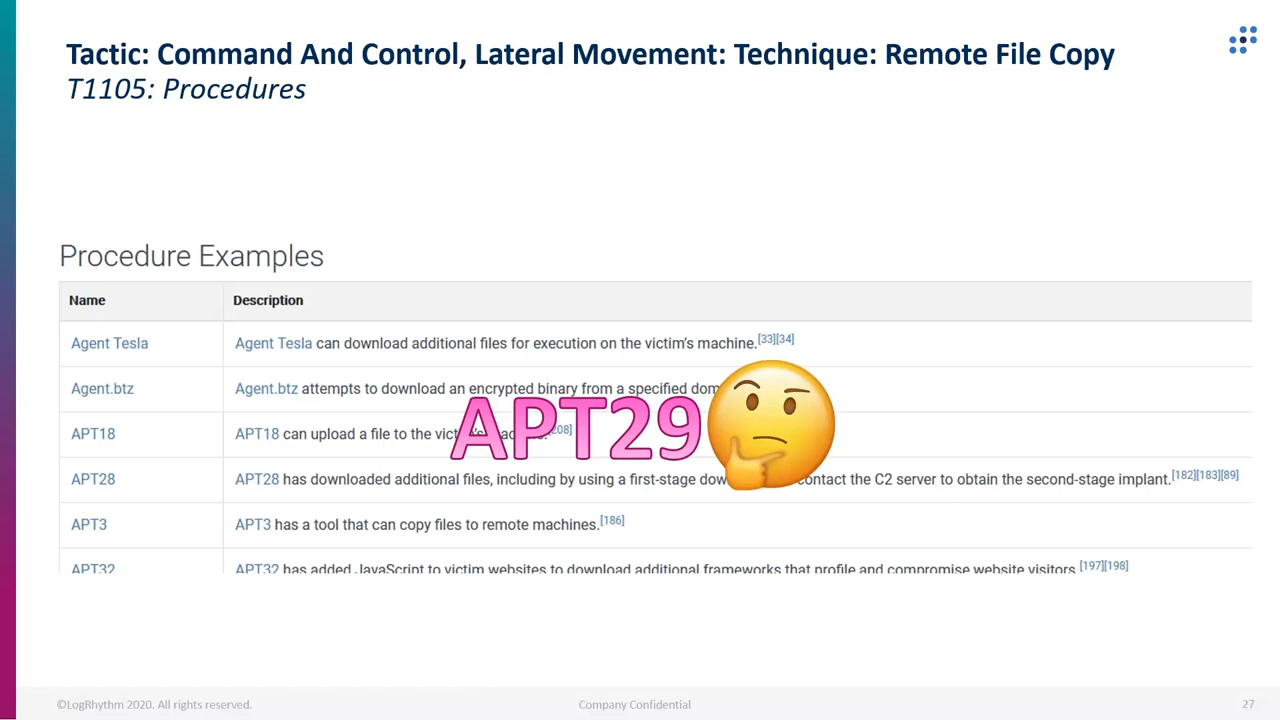 Tactic: Command And Control, Lateral Movement: Technique: Remote File Copy
T1105: Procedures
Procedure Examples
Name Description
Agent Tesla Agent Tesla can download additional files for execution on the victim's machine.[33][34]
Agent.btz Agent.btz attempts to download an encrypted binary from a specified
APT18 APT18 can upload a file to the 208]
APT29
APT28 APT28 has downloaded additional files, including by using a first-stage contact the C2 server to obtain the second-stage implant.[182][183][89]
APT3 APT3 has a tool that can copy files to remote machines.[186]
APT32 APT32 has added JavaScript to victim websites to download additional frameworks that profile and compromise website visitors.[197][198]
©LogRhythm 2020. All rights reserved. Company Confidential 27